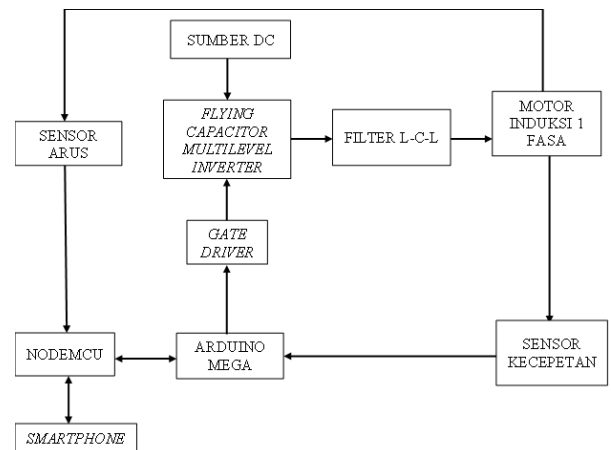 SUMBER DC
SENSOR
ARUS
FLYING
CAPACITOR
MULTILEVEL
INVERTER
FILTER L-C-L
MOTOR
INDUKSI 1
FASA
GATE
DRIVER
NODEMCU
ARDUINO
MEGA
SENSOR
KECEPETAN
SMARTPHONE